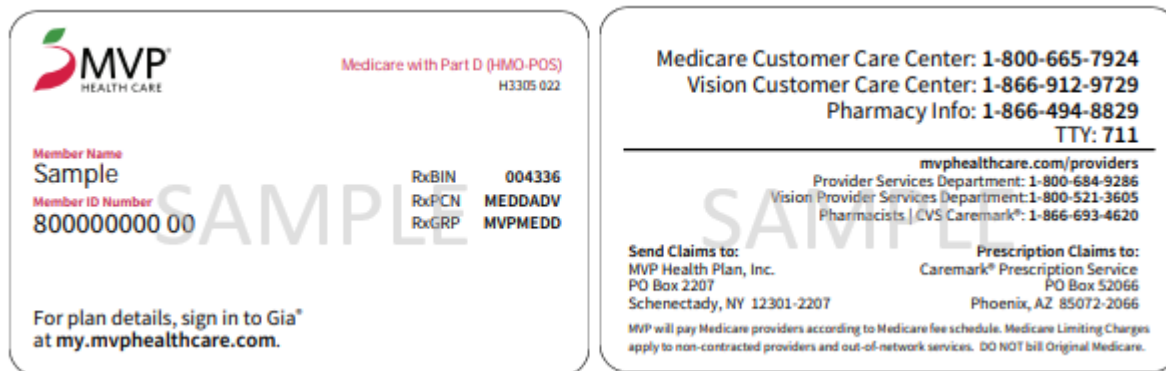 MVP®
HEALTH CARE
Medicare with Part D (HMO-POS)
H3305 022
Member Name
Sample
Member ID Number
800000000 00
RxBIN 004336
RxPCN MEDDADV
RxGRP MVPMEDD
SAMPLE
For plan details, sign in to Gia®
at my.mvphealthcare.com.
Medicare Customer Care Center: 1-800-665-7924
Vision Customer Care Center: 1-866-912-9729
Pharmacy Info: 1-866-494-8829
TTY: 711
mvphealthcare.com/providers
Provider Services Department: 1-800-684-9286
Vision Provider Services Department:1-800-521-3605
Pharmacists | CVS Caremark®: 1-866-693-4620
SAMPLE
Send Claims to:
MVP Health Plan, Inc.
PO Box 2207
Schenectady, NY 12301-2207
Prescription Claims to:
Caremark® Prescription Service
PO Box 52066
Phoenix, AZ 85072-2066
MVP will pay Medicare providers according to Medicare fee schedule. Medicare Limiting Charges
apply to non-contracted providers and out-of-network services. DO NOT bill Original Medicare.